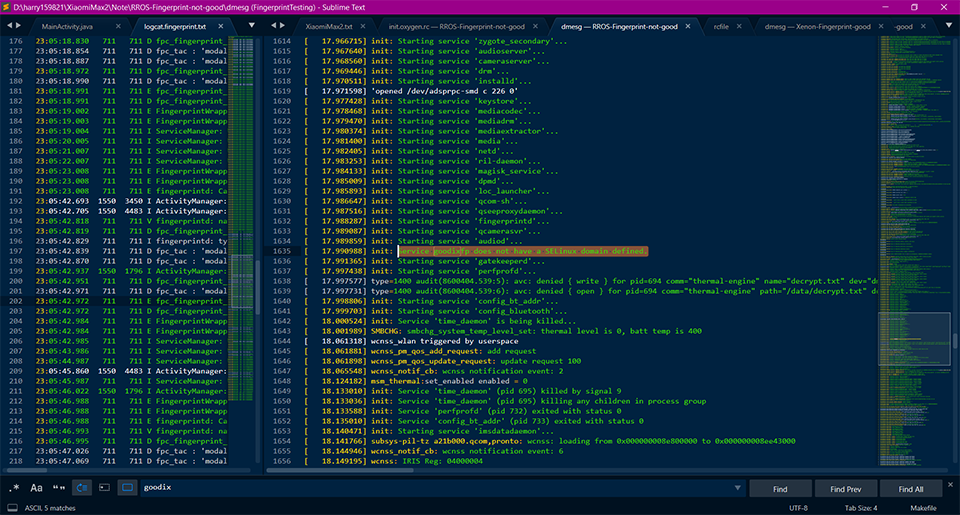 D:\harry159821\XiaomiMax2\Note\RROS-Fingerprint-not-good\dmesg (FingerprintTesting) - Sublime Text
MainActivity.java
logcat.fingerprint.txt
XiaomiMax2.txt
init.oxygen.rc — RROS-Fingerprint-not-good
dmesg — RROS-Fingerprint-not-good
rcfile
dmesg — Xenon-Fingerprint-good
-good
176 23:05:18.830 711 711 D fpc_fingerprint_
177 23:05:18.854 711 711 D fpc_tac : 'modal
178 23:05:18.887 711 711 D fpc_tac : 'modal
179 23:05:18.972 711 711 E fpc_fingerprint_
180 23:05:18.990 711 711 D fpc_tac : 'modal
181 23:05:18.991 711 711 E fpc_fingerprint_
182 23:05:18.991 711 711 E FingerprintWrapp
183 23:05:19.002 711 711 E fpc_fingerprint_
184 23:05:19.003 711 711 E FingerprintWrapp
185 23:05:19.004 711 711 I ServiceManager:
186 23:05:20.005 711 711 I ServiceManager:
187 23:05:21.006 711 711 I ServiceManager:
188 23:05:22.007 711 711 I ServiceManager:
189 23:05:23.008 711 711 E FingerprintWrapp
190 23:05:23.008 711 711 E Fingerprintd: Ca
191 23:05:23.008 711 711 E FingerprintWrapp
192 23:05:42.693 1550 3450 I ActivityManager:
193 23:05:42.705 1550 4483 I ActivityManager:
194 23:05:42.818 711 711 V fingerprintd: na
195 23:05:42.818 711 711 E FingerprintWrapp
196 23:05:42.829 711 711 I fingerprintd: ty
197 23:05:42.839 711 711 D fpc_tac : 'modal
198 23:05:42.870 711 711 D fpc_tac : 'modal
199 23:05:42.937 1550 1796 I ActivityManager:
200 23:05:42.951 711 711 E fpc_fingerprint_
201 23:05:42.971 711 711 D fpc_tac : 'modal
202 23:05:42.972 711 711 E fpc_fingerprint_
203 23:05:42.972 711 711 E FingerprintWrapp
204 23:05:42.984 711 711 E fpc_fingerprint_
205 23:05:42.985 711 711 E FingerprintWrapp
206 23:05:42.985 711 711 I ServiceManager:
207 23:05:43.986 711 711 I ServiceManager:
208 23:05:44.987 711 711 I ServiceManager:
209 23:05:45.860 1550 4483 I ActivityManager:
210 23:05:45.987 711 711 I ServiceManager:
211 23:05:46.022 1550 1796 I ActivityManager:
212 23:05:46.988 711 711 E FingerprintWrapp
213 23:05:46.988 711 711 E Fingerprintd: Ca
214 23:05:46.988 711 711 E FingerprintWrapp
215 23:05:46.993 711 711 V fingerprintd: na
216 23:05:46.995 711 711 E FingerprintWrapp
217 23:05:47.026 711 711 D fpc_tac : 'modal
218 23:05:47.069 711 711 D fpc_tac : 'modal
1614 [ 17.966715] init: Starting service 'zygote_secondary'...
1615 [ 17.967640] init: Starting service 'audioserver'...
1616 [ 17.968584] init: Starting service 'cameraserver'...
1617 [ 17.969446] init: Starting service 'drm'...
1618 [ 17.970511] init: Starting service 'installd'...
1619 [ 17.971598] 'opened /dev/adsprpc-smd c 226 0'
1620 [ 17.977428] init: Starting service 'keystore'...
1621 [ 17.978468] init: Starting service 'mediacodec'...
1622 [ 17.979470] init: Starting service 'mediadrm'...
1623 [ 17.980374] init: Starting service 'mediaextractor'...
1624 [ 17.981400] init: Starting service 'media'...
1625 [ 17.982405] init: Starting service 'netd'...
1626 [ 17.983253] init: Starting service 'ril-daemon'...
1627 [ 17.984133] init: Starting service 'magisk_service'...
1628 [ 17.985009] init: Starting service 'dpmd'...
1629 [ 17.985893] init: Starting service 'loc_launcher'...
1630 [ 17.986647] init: Starting service 'qcom-sh'...
1631 [ 17.987516] init: Starting service 'qseeproxydaemon'...
1632 [ 17.988287] init: Starting service 'fingerprintd'...
1633 [ 17.989087] init: Starting service 'qcamerasvr'...
1634 [ 17.989859] init: Starting service 'audiod'...
1635 [ 17.990988] init: Service goodixfp does not have a SELinux domain defined.
1636 [ 17.991365] init: Starting service 'gatekeeperd'...
1637 [ 17.997438] init: Starting service 'perfprofd'...
1638 [ 17.997577] type=1400 audit(8600404.539:5): avc: denied { write } for pid=694 comm="thermal-engine" name="decrypt.txt" dev="d
1639 [ 17.997731] type=1400 audit(8600404.539:6): avc: denied { open } for pid=694 comm="thermal-engine" path="/data/decrypt.txt" de
1640 [ 17.998806] init: Starting service 'config_bt_addr'...
1641 [ 17.999703] init: Starting service 'config_bluetooth'...
1642 [ 18.000524] init: Service 'time_daemon' is being killed...
1643 [ 18.001989] SMBCHG: smbchg_system_temp_level_set: thermal level is 0, batt temp is 400
1644 [ 18.061318] wcnss_wlan triggered by userspace
1645 [ 18.061881] wcnss_pm_qos_add_request: add request
1646 [ 18.061898] wcnss_pm_qos_update_request: update request 100
1647 [ 18.065548] wcnss_notif_cb: wcnss notification event: 2
1648 [ 18.124182] msm_thermal:set_enabled enabled = 0
1649 [ 18.133010] init: Service 'time_daemon' (pid 695) killed by signal 9
1650 [ 18.133036] init: Service 'time_daemon' (pid 695) killing any children in process group
1651 [ 18.133588] init: Service 'perfprofd' (pid 732) exited with status 0
1652 [ 18.135010] init: Service 'config_bt_addr' (pid 733) exited with status 0
1653 [ 18.140471] init: Starting service 'imsdatadaemon'...
1654 [ 18.141766] subsys-pil-tz a21b000.qcom,pronto: wcnss: loading from 0x000000008e800000 to 0x000000008ee43000
1655 [ 18.144946] wcnss_notif_cb: wcnss notification event: 6
1656 [ 18.149195] wcnss: IRIS Reg: 04000004
.* Aa “” goodix
Find
Find Prev
Find All
ASCII 5 matches
UTF-8
Tab Size: 4
Makefile